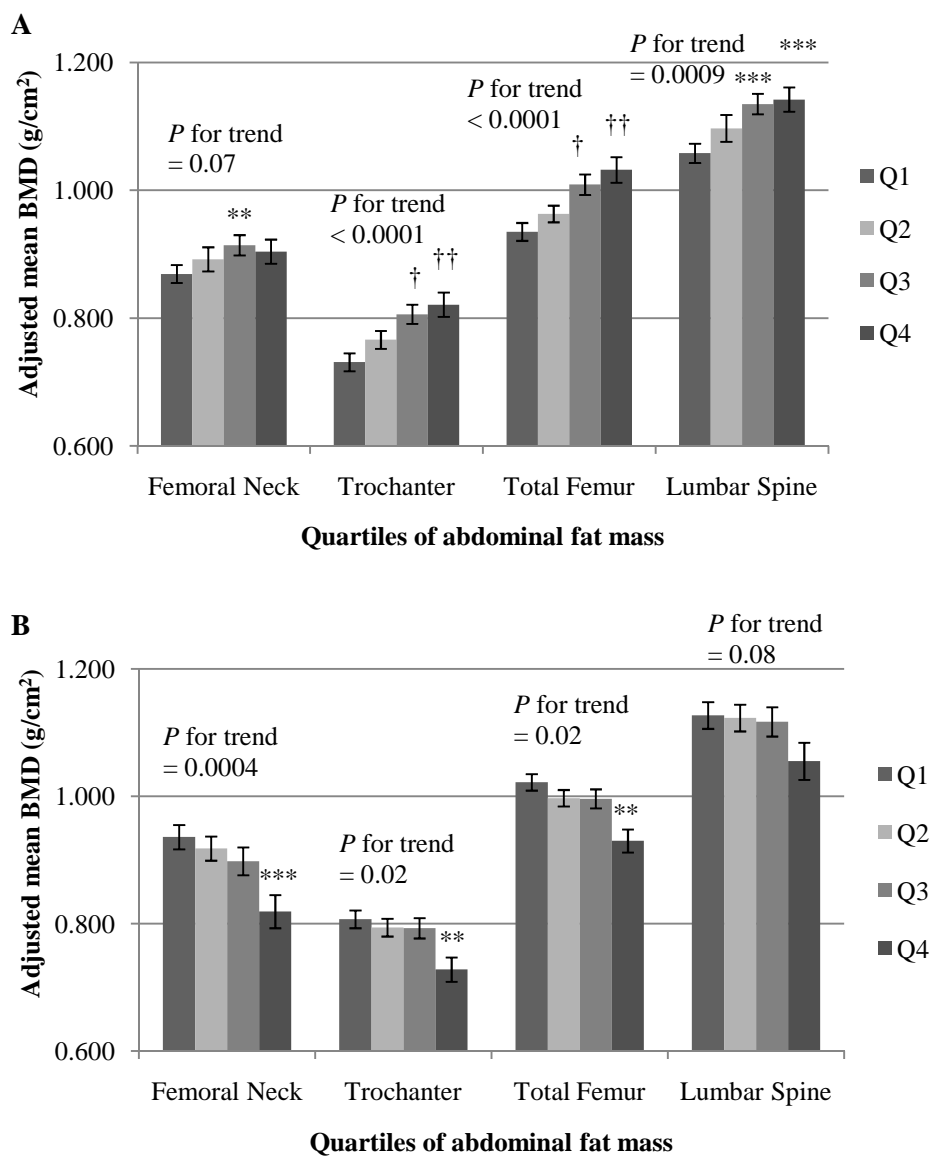 A
Adjusted mean BMD (g/cm²)
1.200
1.000
0.800
0.600
P for trend
= 0.07
**
P for trend
< 0.0001
†
††
P for trend
< 0.0001
†
††
P for trend
= 0.0009
***
***
Femoral Neck
Trochanter
Total Femur
Lumbar Spine
Quartiles of abdominal fat mass
Q1
Q2
Q3
Q4
B
Adjusted mean BMD (g/cm²)
1.200
1.000
0.800
0.600
P for trend
= 0.0004
***
P for trend
= 0.02
**
P for trend
= 0.02
**
P for trend
= 0.08
Femoral Neck
Trochanter
Total Femur
Lumbar Spine
Quartiles of abdominal fat mass
Q1
Q2
Q3
Q4